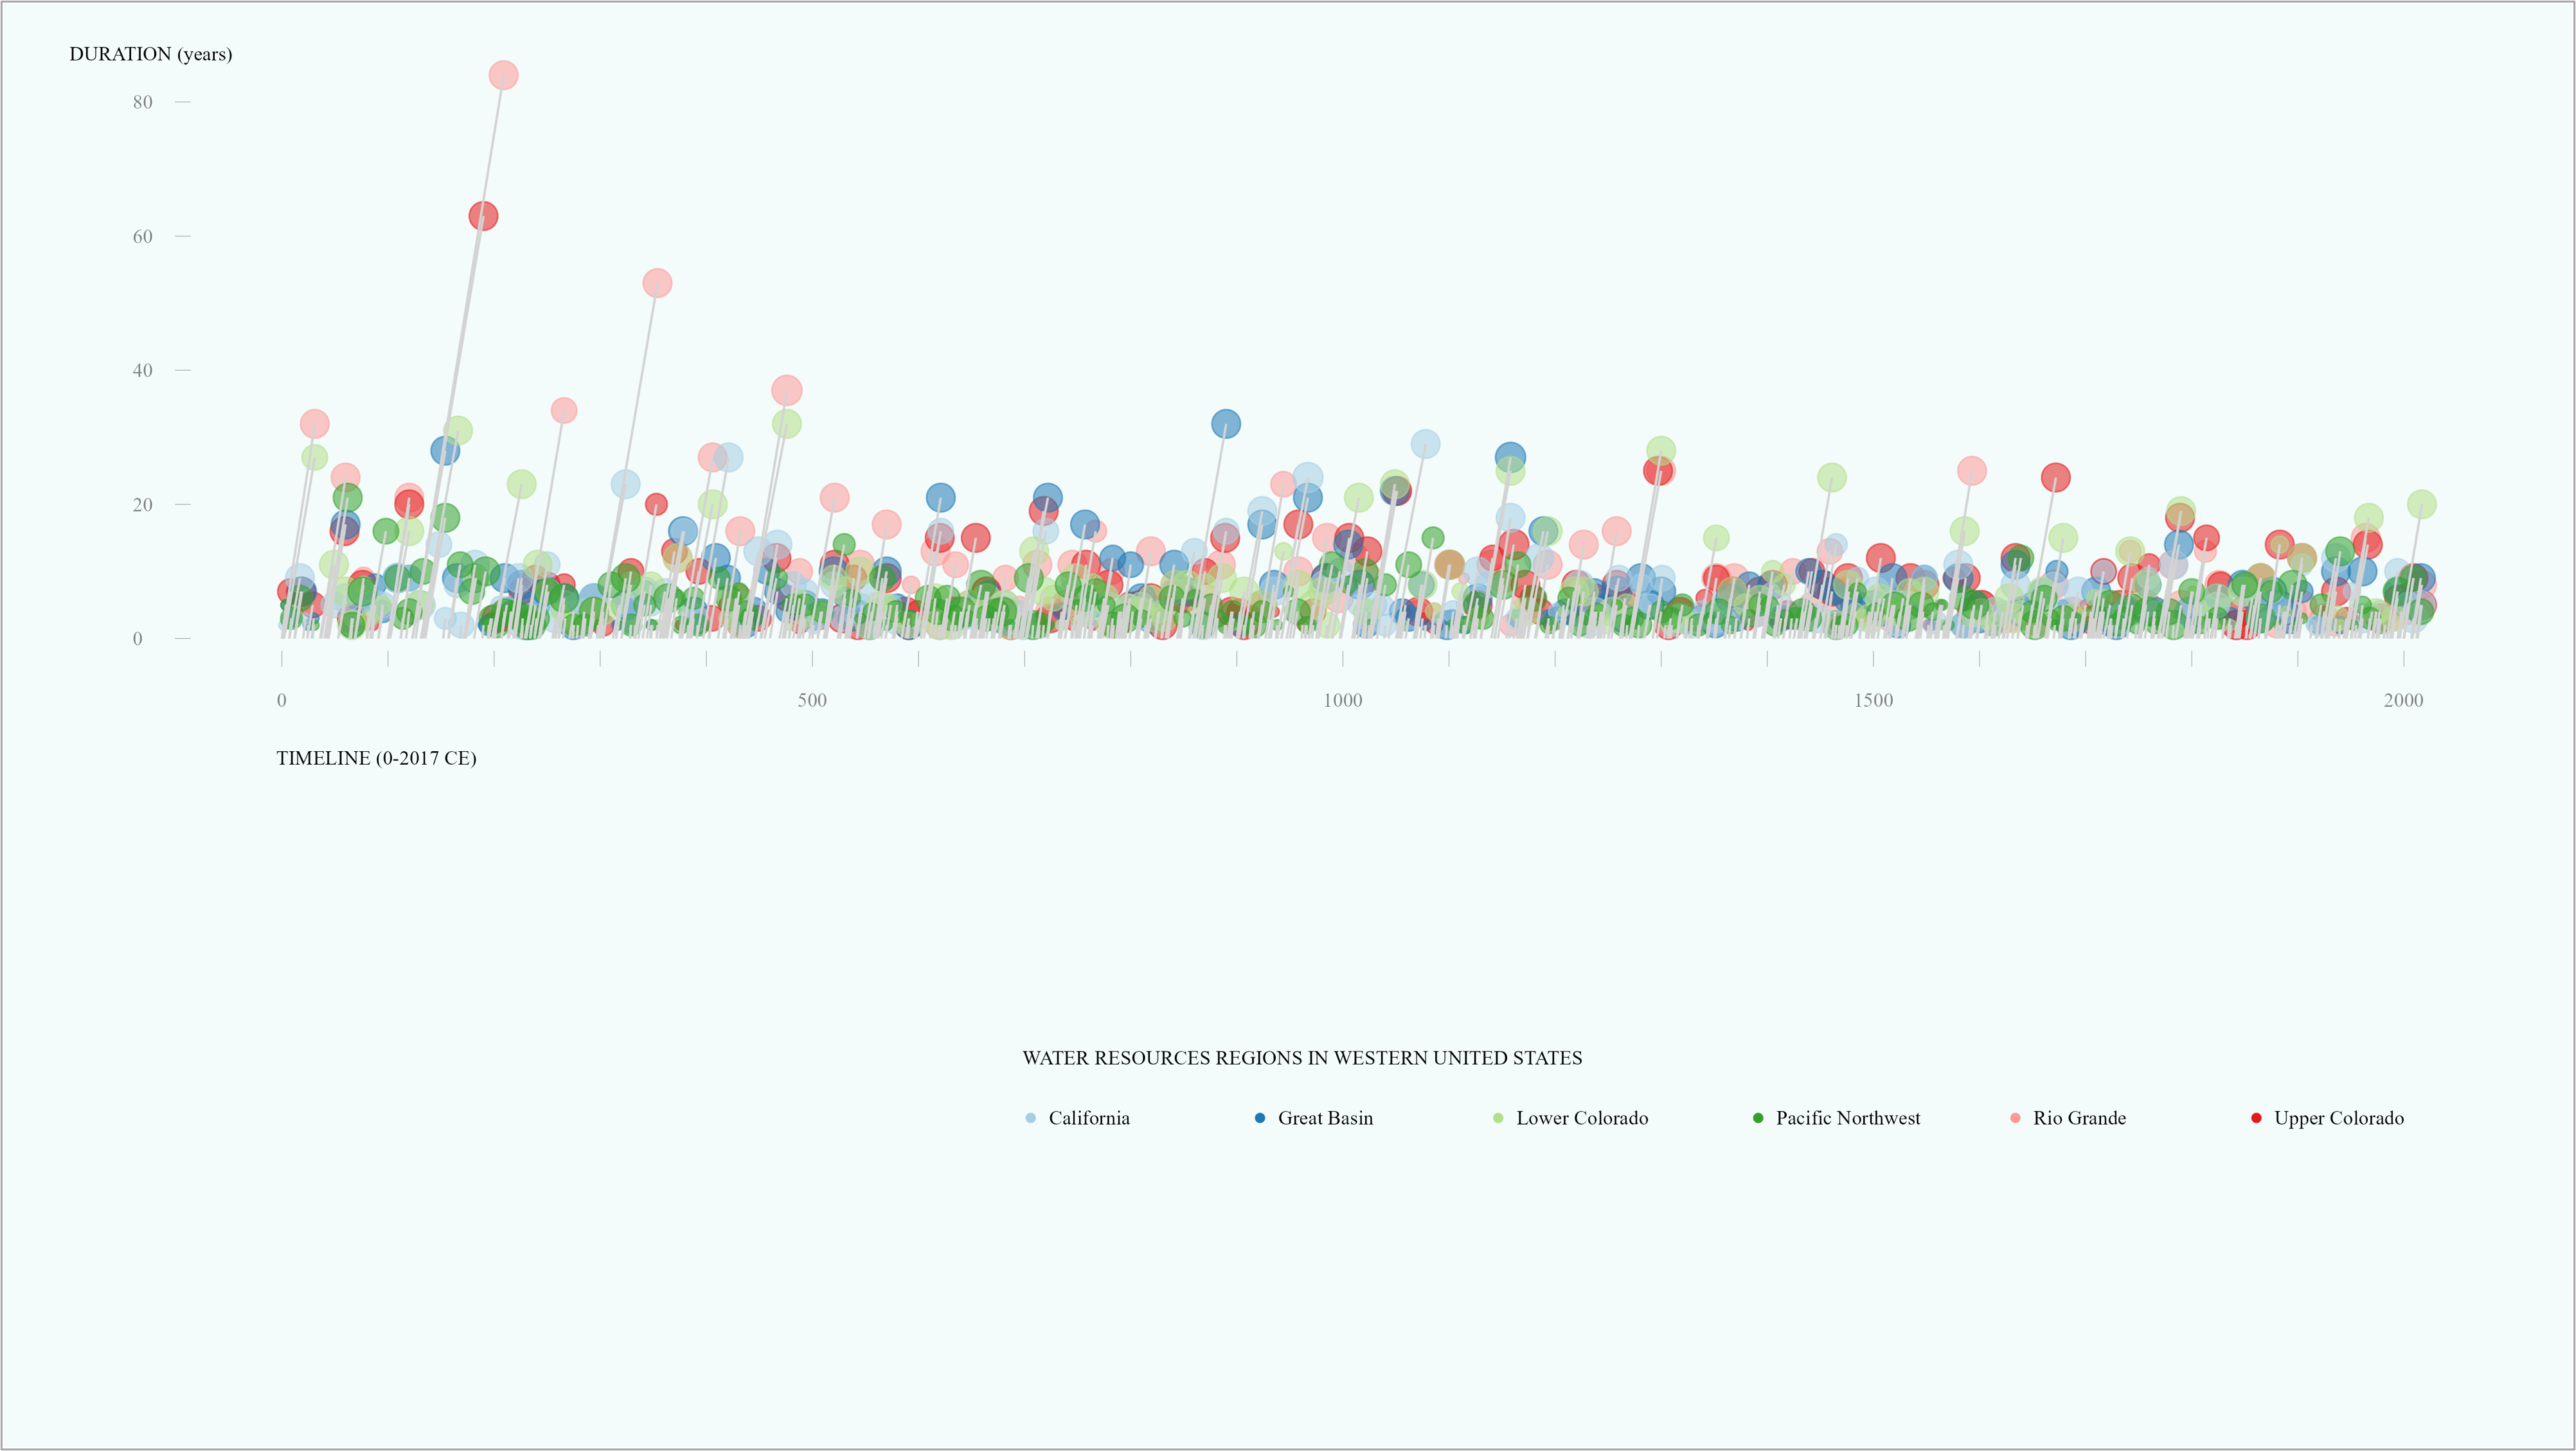 DURATION (years)
80
60
40
20
0
0 500 1000 1500 2000
TIMELINE (0-2017 CE)
WATER RESOURCES REGIONS IN WESTERN UNITED STATES
California Great Basin Lower Colorado Pacific Northwest Rio Grande Upper Colorado